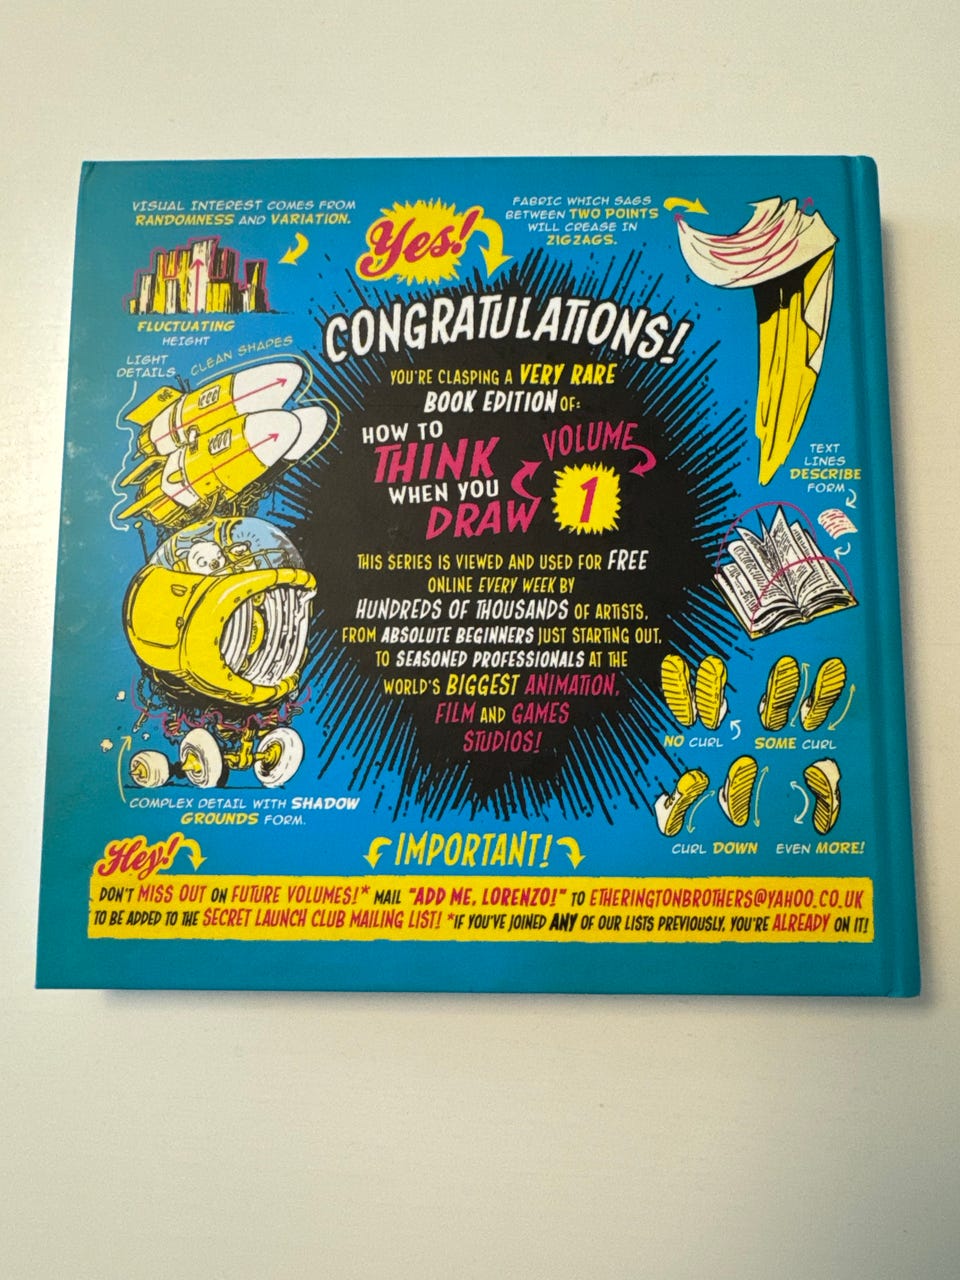 VISUAL INTEREST COMES FROM
RANDOMNESS AND VARIATION.
FLUCTUATING
HEIGHT
LIGHT
DETAILS
CLEAN SHAPES
Yes!
FABRIC WHICH SAGS
BETWEEN TWO POINTS
WILL CREASE IN
ZIGZAGS.
CONGRATULATIONS!
YOU'RE CLASPING A VERY RARE
BOOK EDITION OF:
HOW TO
THINK
WHEN YOU
DRAW
VOLUME
1
THIS SERIES IS VIEWED AND USED FOR FREE
ONLINE EVERY WEEK BY
HUNDREDS OF THOUSANDS OF ARTISTS,
FROM ABSOLUTE BEGINNERS JUST STARTING OUT,
TO SEASONED PROFESSIONALS AT THE
WORLD'S BIGGEST ANIMATION,
FILM AND GAMES
STUDIOS!
TEXT
LINES
DESCRIBE
FORM
NO CURL
SOME CURL
CURL DOWN
EVEN MORE!
COMPLEX DETAIL WITH SHADOW
GROUNDS FORM.
Hey!
IMPORTANT!
DON'T MISS OUT ON FUTURE VOLUMES!* MAIL "ADD ME, LORENZO!" TO ETHERINGTONBROTHERS@YAHOO.CO.UK
TO BE ADDED TO THE SECRET LAUNCH CLUB MAILING LIST! *IF YOU'VE JOINED ANY OF OUR LISTS PREVIOUSLY, YOU'RE ALREADY ON IT!